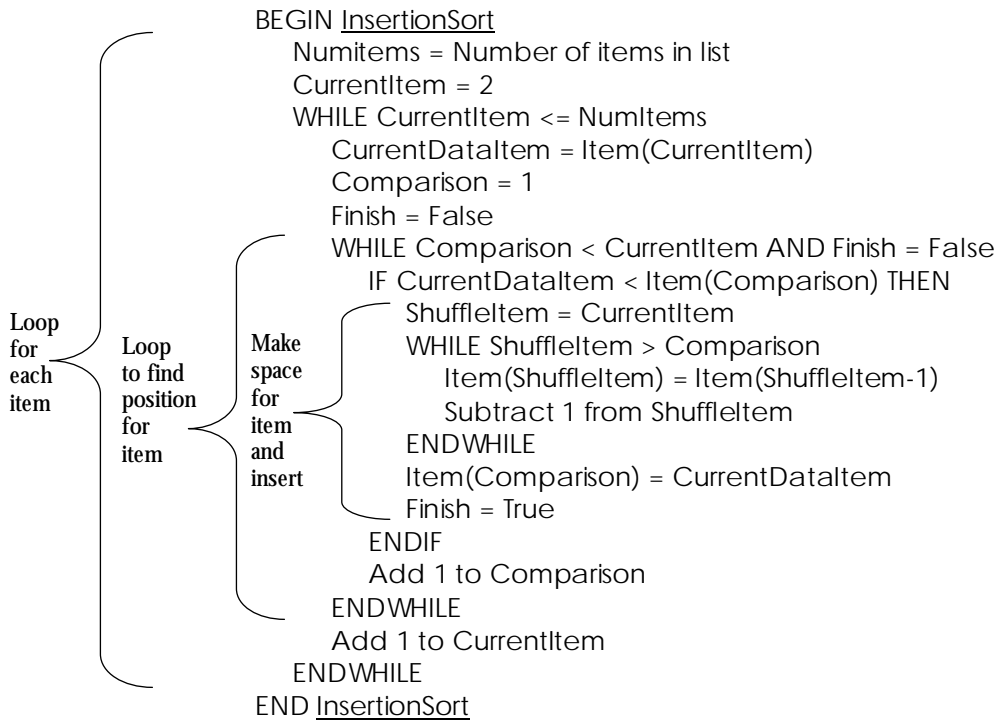 BEGIN InsertionSort
Numitems = Number of items in list
CurrentItem = 2
WHILE CurrentItem <= NumItems
CurrentDataItem = Item(CurrentItem)
Comparison = 1
Finish = False
WHILE Comparison < CurrentItem AND Finish = False
IF CurrentDataItem < Item(Comparison) THEN
ShuffleItem = CurrentItem
WHILE ShuffleItem > Comparison
Item(ShuffleItem) = Item(ShuffleItem-1)
Subtract 1 from ShuffleItem
ENDWHILE
Item(Comparison) = CurrentDataItem
Finish = True
ENDIF
Add 1 to Comparison
ENDWHILE
Add 1 to CurrentItem
ENDWHILE
END InsertionSort
Loop
for
each
item
Loop
to find
position
for
item
Make
space
for
item
and
insert